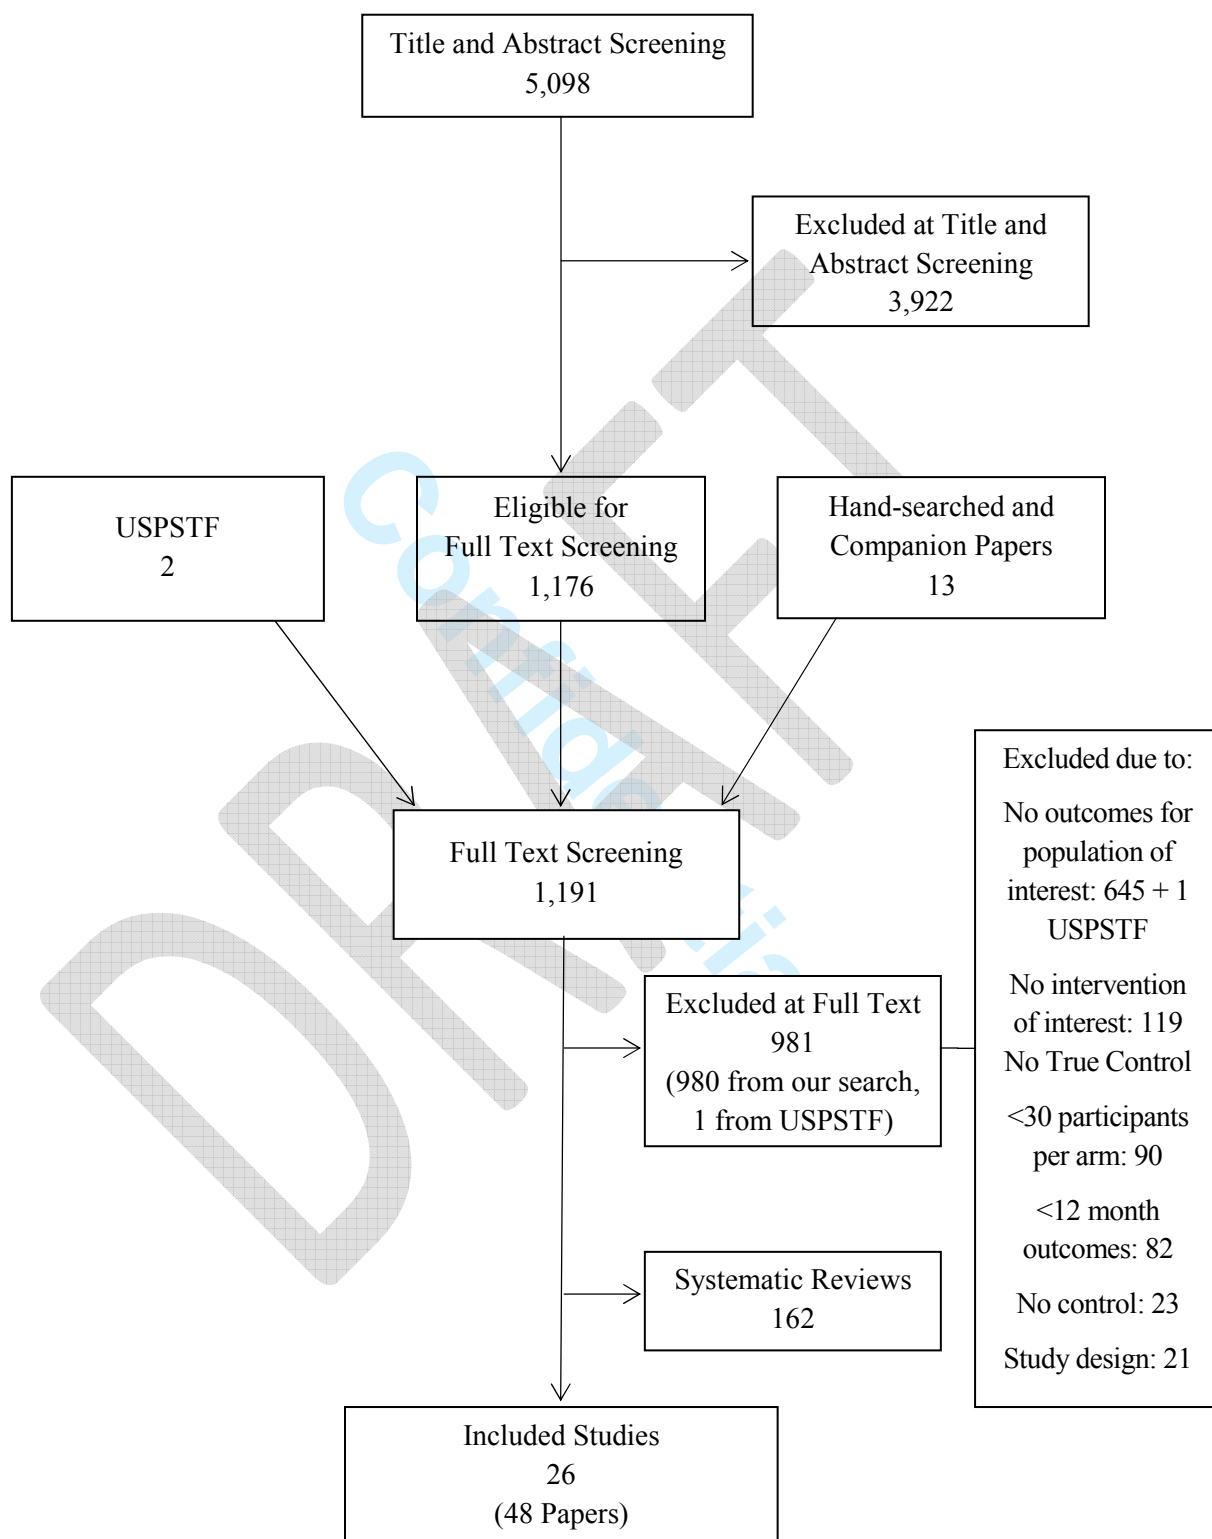 Title and Abstract Screening
5,098
Excluded at Title and
Abstract Screening
3,922
USPSTF
2
Eligible for
Full Text Screening
1,176
Hand-searched and
Companion Papers
13
Full Text Screening
1,191
Excluded at Full Text
981
(980 from our search,
1 from USPSTF)
Excluded due to:
No outcomes for
population of
interest: 645 + 1
USPSTF
No intervention
of interest: 119
No True Control
<30 participants
per arm: 90
<12 month
outcomes: 82
No control: 23
Study design: 21
Systematic Reviews
162
Included Studies
26
(48 Papers)
DRAFT